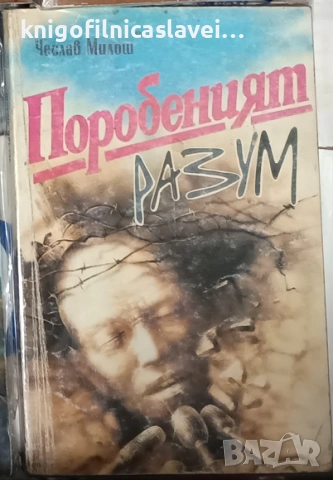 knigofilnicaslavei...
Чеслав Милош
Поробеният
РАЗУМ
BAZAR